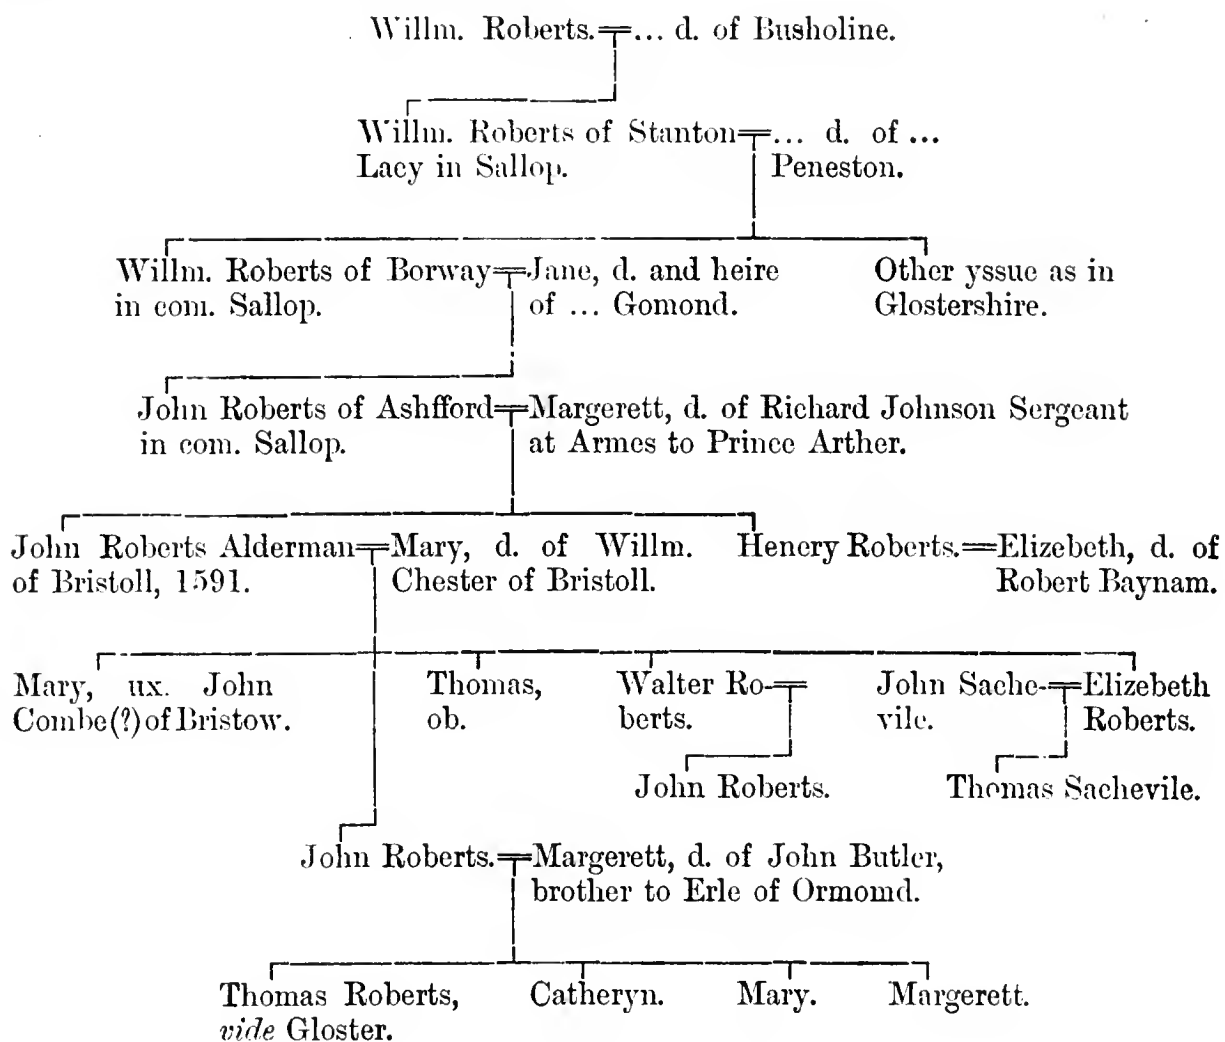 Willm. Roberts.=... d. of Busholine.
Willm. Roberts of Stanton=... d. of ...
Lacy in Sallop. Peneston.
Willm. Roberts of Borway=Jane, d. and heire Other yssue as in
in com. Sallop. of ... Gomond. Glostershire.
John Roberts of Ashfford=Margerett, d. of Richard Johnson Sergeant
in com. Sallop. at Armes to Prince Arther.
John Roberts Alderman=Mary, d. of Willm. Henery Roberts.=Elizebeth, d. of
of Bristoll, 1591. Chester of Bristoll. Robert Baynam.
Mary, ux. John Thomas, Walter Ro-= John Sache-=Elizebeth
Combe(?) of Bristow. ob. berts. vile. Roberts.
John Roberts. Thomas Sachevile.
John Roberts.=Margerett, d. of John Butler,
brother to Erle of Ormomd.
Thomas Roberts, Catheryn. Mary. Margerett.
vide Gloster.